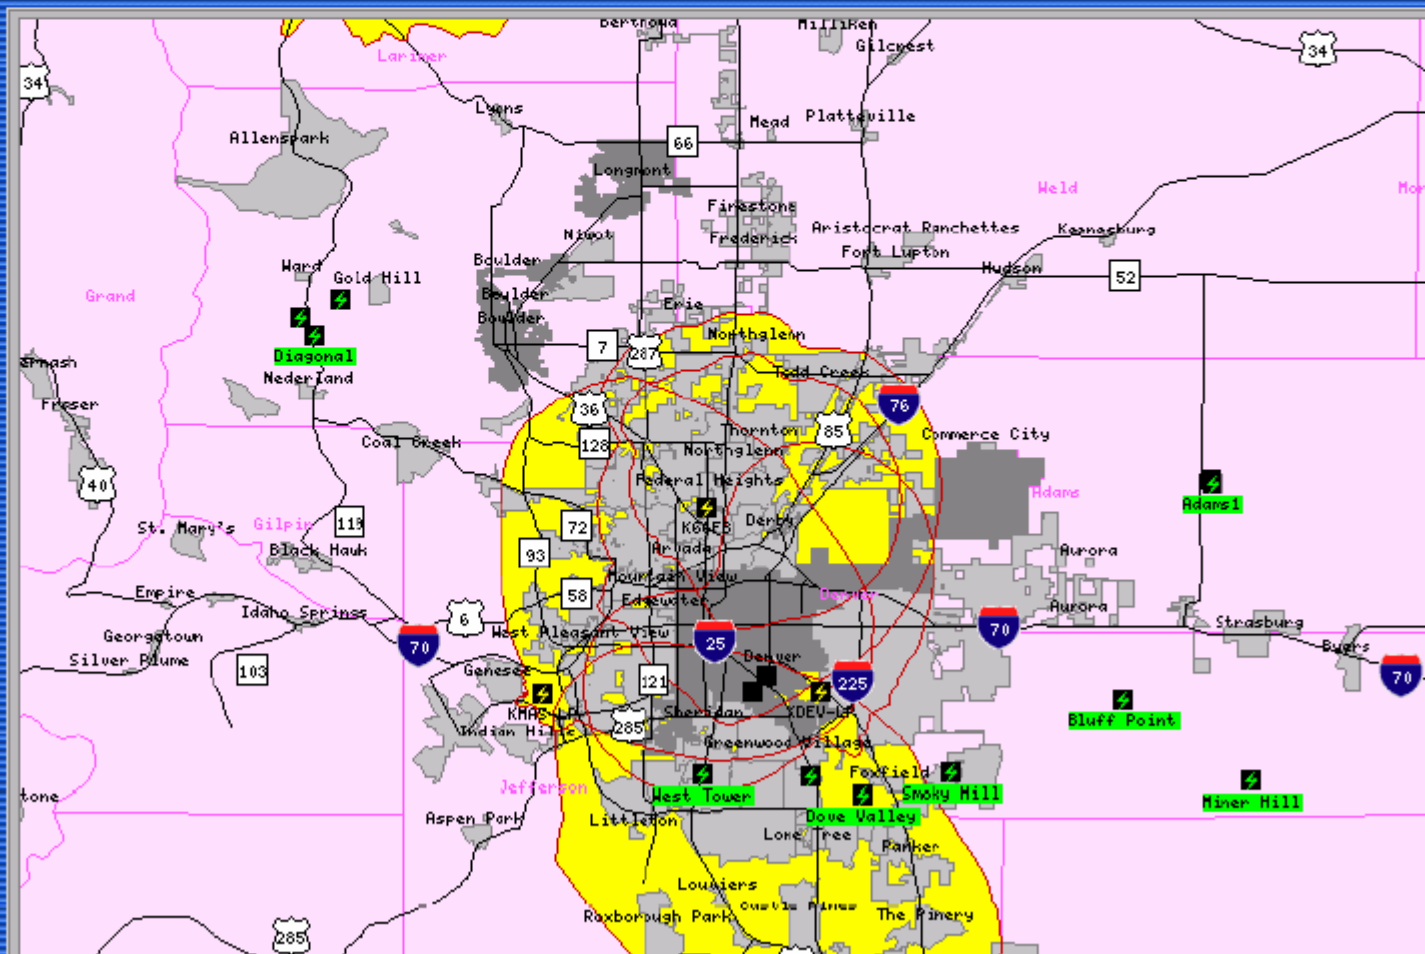 Berthoud
Milliken
Gilcrest
34
34
Larimer
Lyons
Mead
Platteville
Allenspark
66
Longmont
Weld
Firestone
Niwot
Frederick
Aristocrat Ranchettes
Keenesburg
Fort Lupton
Ward
Boulder
Hudson
Gold Hill
52
Grand
Boulder
Erie
Boulder
Northglenn
7
287
Diagonal
Nederland
Todd Creek
Fraser
36
76
85
Thornton
Commerce City
Coal Creek
128
Northglenn
40
Federal Heights
Adams
Adams1
119
St. Mary's
Gilpin
72
Derby
Black Hawk
93
Arvada
Aurora
Mountain View
Empire
58
Edgewater
Denver
Aurora
Idaho Springs
6
Georgetown
West Pleasant View
25
70
Strasburg
70
Silver Plume
103
Genesee
Denver
Byers
121
225
70
KMAS-LP
Sheridan
Bluff Point
Indian Hills
285
Greenwood Village
Foxfield
Jefferson
West Tower
Smoky Hill
Miner Hill
tone
Aspen Park
Littleton
Dove Valley
Lone Tree
Parker
Louviers
Roxborough Park
Castle Pines
The Pinery
285